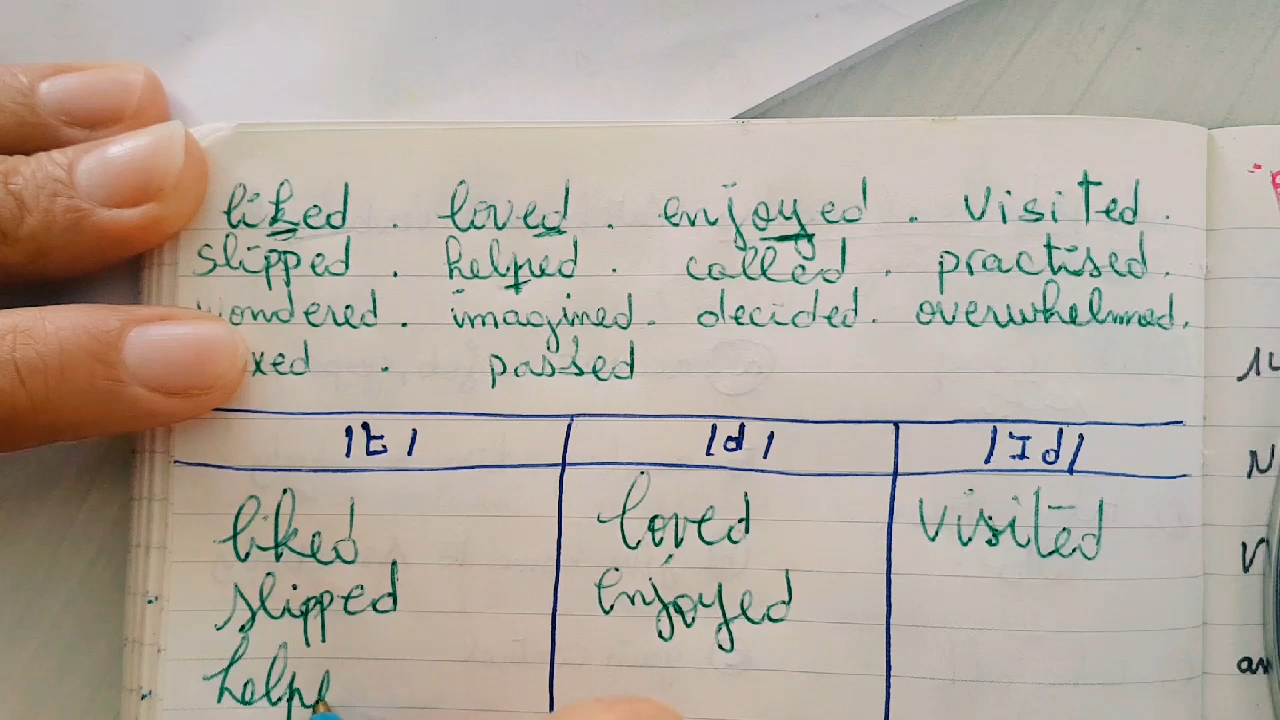 liked . loved . enjoyed . visited .
slipped . helped . called . practised .
wondered . imagined . decided . overwhelmed .
xed . passed
/t/ /d/ /Id/
liked loved visited
slipped enjoyed
helpe